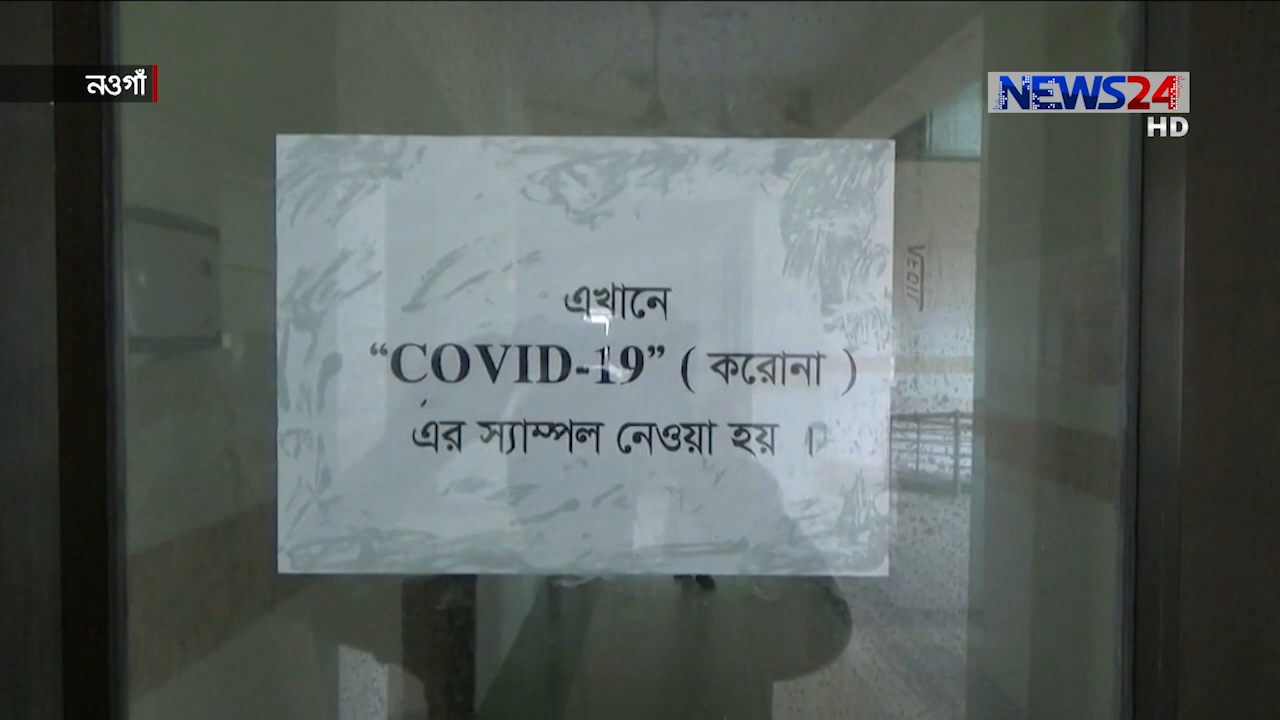 নওগাঁ
NEWS24
HD
এখানে
“COVID-19” ( করোনা )
এর স্যাম্পল নেওয়া হয় ।